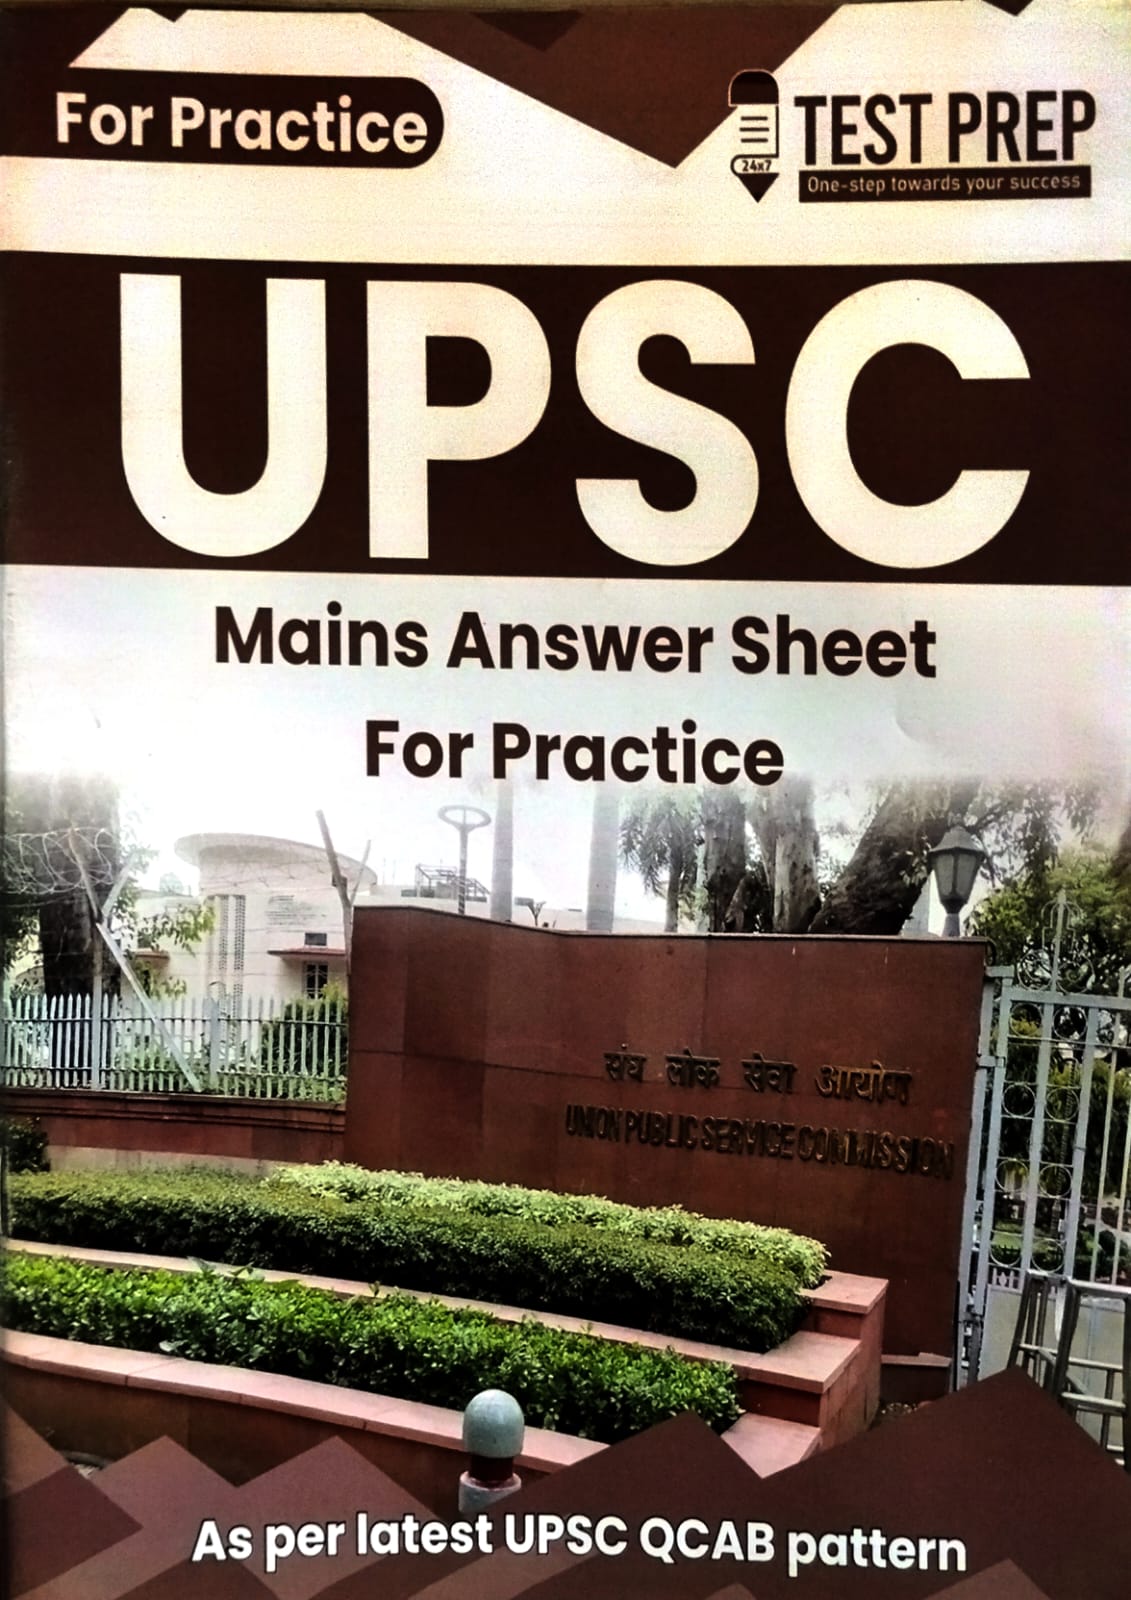 For Practice
24x7
TEST PREP
One-step towards your success
UPSC
Mains Answer Sheet
For Practice
संघ लोक सेवा आयोग
UNION PUBLIC SERVICE COMMISSION
As per latest UPSC QCAB pattern